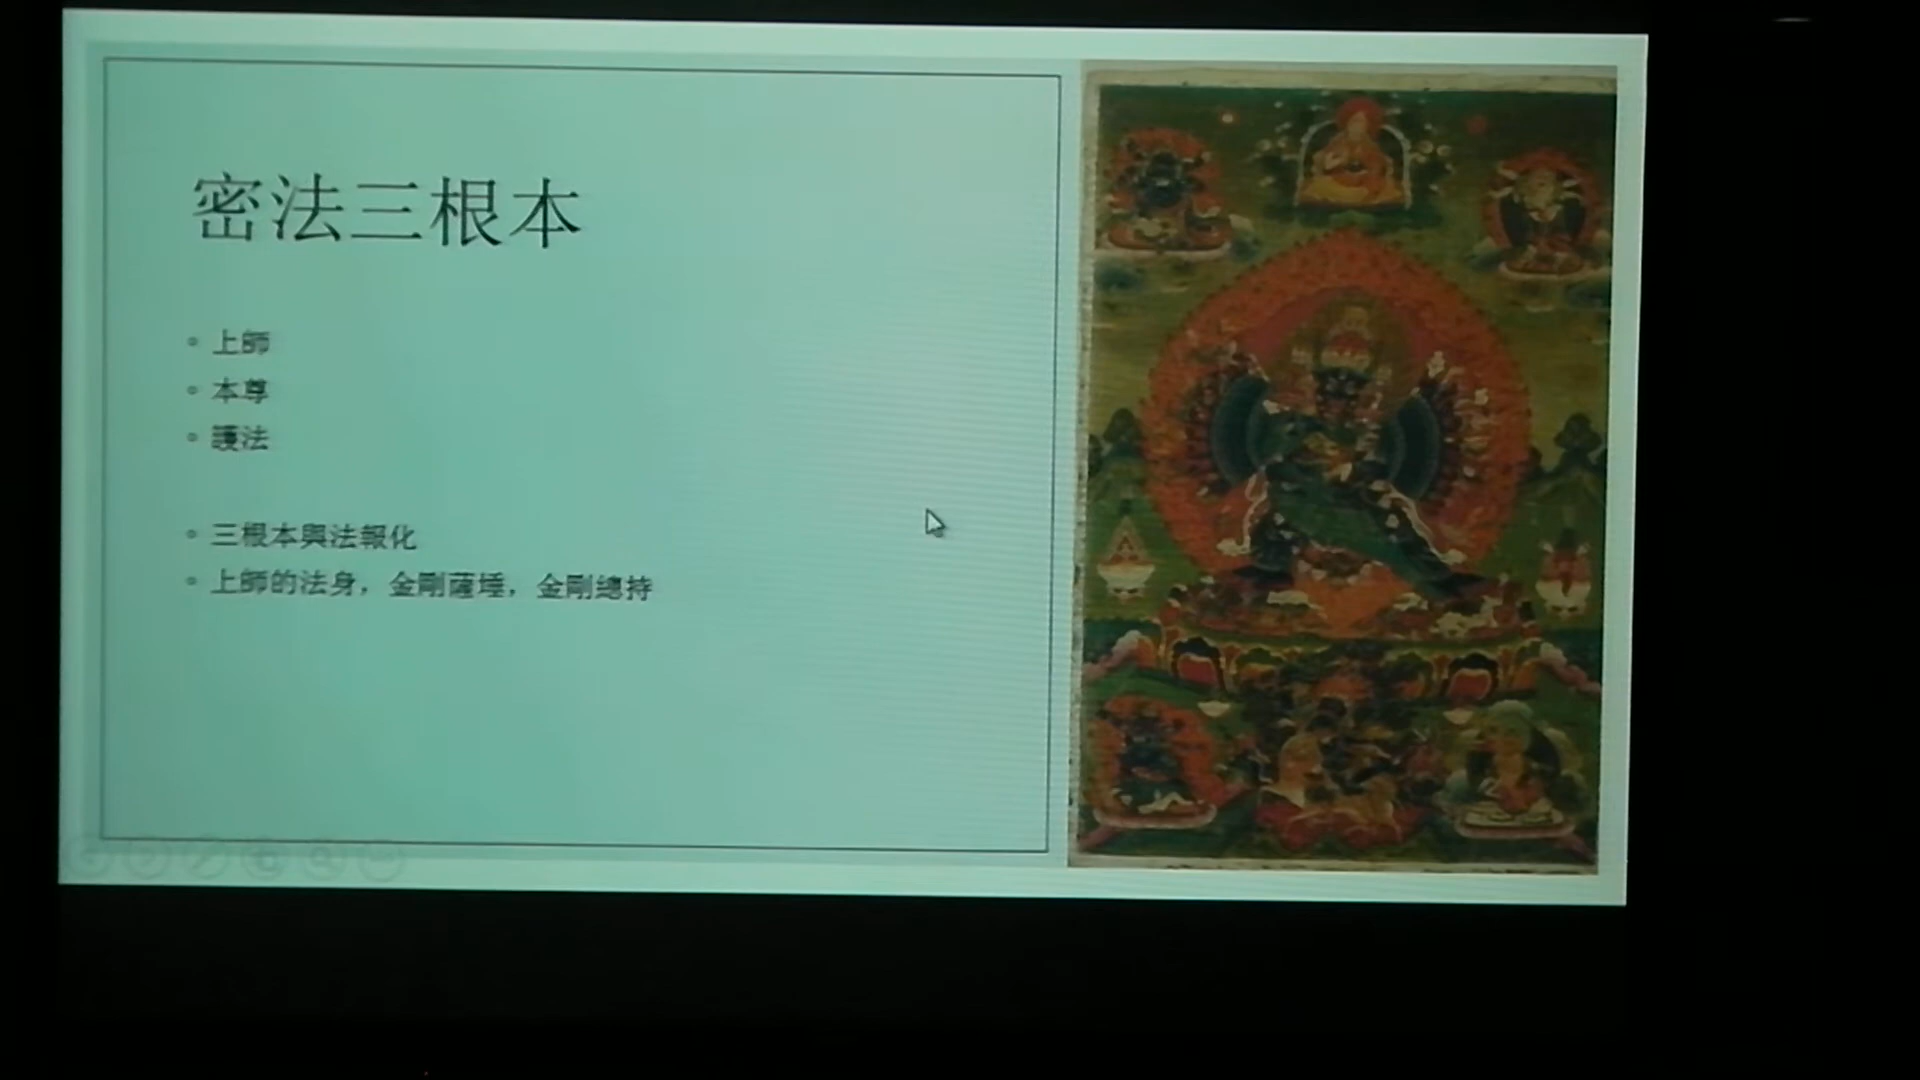 密法三根本
• 上師
• 本尊
• 護法
• 三根本與法報化
• 上師的法身，金剛薩埵，金剛總持